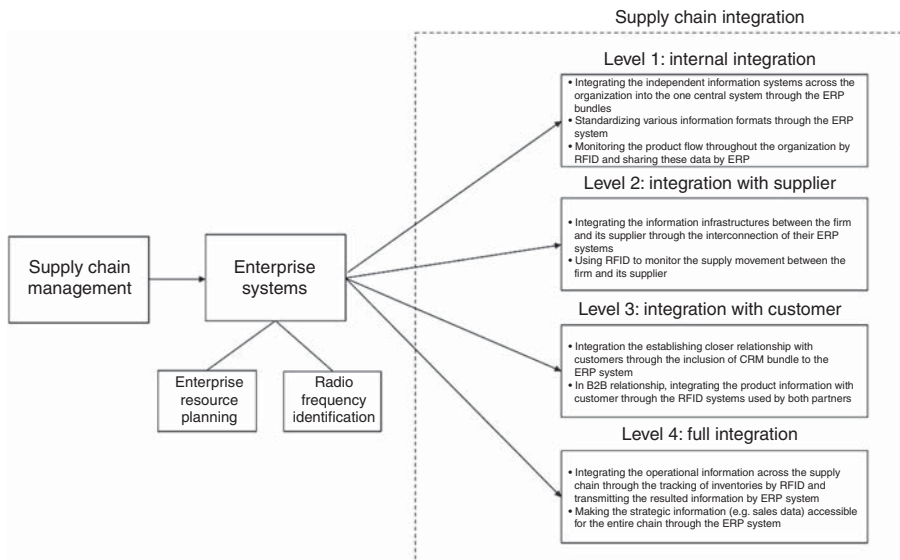 Supply chain integration
Level 1: internal integration
• Integrating the independent information systems across the
organization into the one central system through the ERP
bundles
• Standardizing various information formats through the ERP
system
• Monitoring the product flow throughout the organization by
RFID and sharing these data by ERP
Level 2: integration with supplier
• Integrating the information infrastructures between the firm
and its supplier through the interconnection of their ERP
systems
• Using RFID to monitor the supply movement between the
firm and its supplier
Supply chain
management
Enterprise
systems
Enterprise
resource
planning
Radio
frequency
identification
Level 3: integration with customer
• Integration the establishing closer relationship with
customers through the inclusion of CRM bundle to the
ERP system
• In B2B relationship, integrating the product information with
customer through the RFID systems used by both partners
Level 4: full integration
• Integrating the operational information across the supply
chain through the tracking of inventories by RFID and
transmitting the resulted information by ERP system
• Making the strategic information (e.g. sales data) accessible
for the entire chain through the ERP system